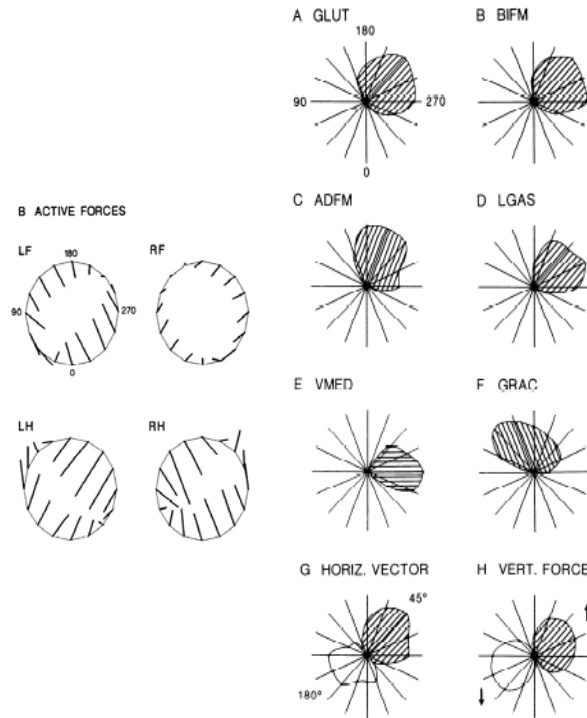 A GLUT
B BIFM
180
90
270
0
C ADFM
D LGAS
B ACTIVE FORCES
LF
RF
180
90
270
0
E VMED
F GRAC
LH
RH
G HORIZ. VECTOR
H VERT. FORCE
45°
180°